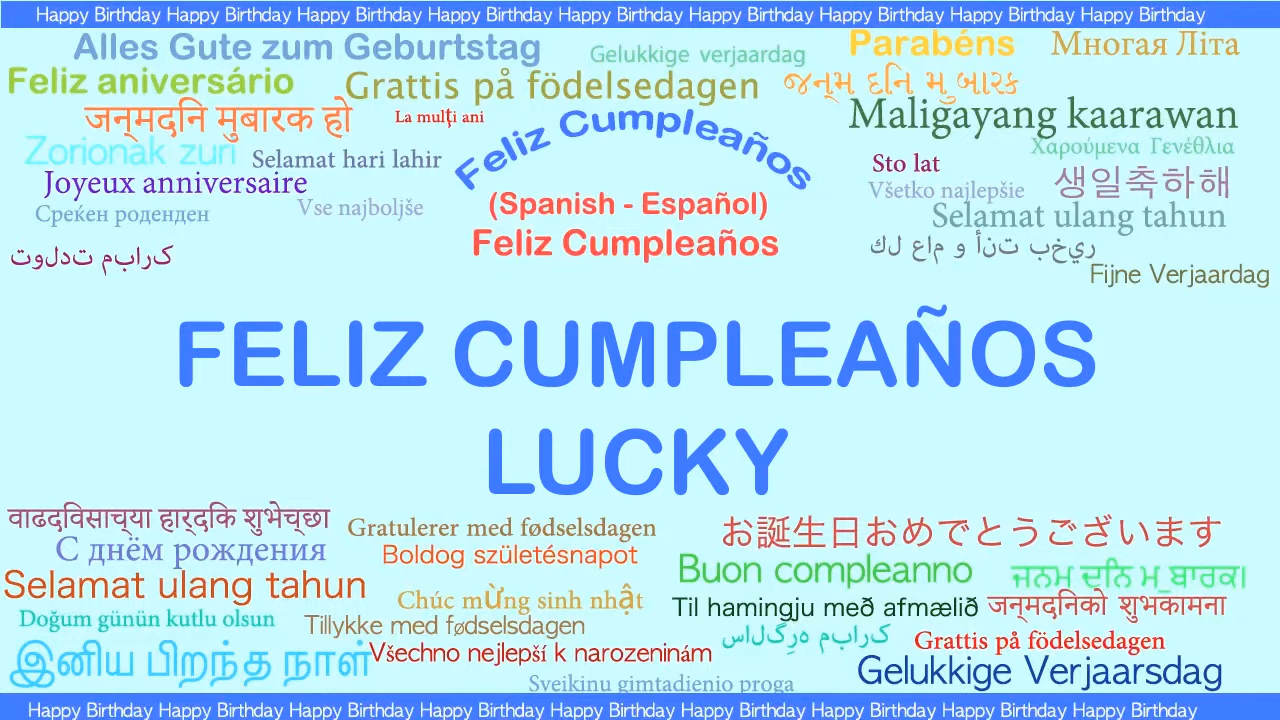 Happy Birthday Happy Birthday Happy Birthday Happy Birthday Happy Birthday Happy Birthday Happy Birthday Happy Birthday Happy Birthday
Alles Gute zum Geburtstag
Gelukkige verjaardag
Parabéns
Многая Літа
Feliz aniversário
Grattis på födelsedagen
જન્મ દનિ મુબારક
जन्मदनि मुबारक हो
La mulţi ani
Feliz Cumpleaños
Maligayang kaarawan
Zorionak zuri
Selamat hari lahir
Sto lat
Χαρούμενα Γενέθλια
Joyeux anniversaire
(Spanish - Español)
Všetko najlepšie
생일축하해
Среќен роденден
Vse najboljše
Feliz Cumpleaños
Selamat ulang tahun
تولدت مبارک
كل عام و أنت بخير
Fijne Verjaardag
FELIZ CUMPLEAÑOS
LUCKY
वाढदविसाच्या हार्दकि शुभेच्छा
Gratulerer med fødselsdagen
お誕生日おめでとうございます
С днём рождения
Boldog születésnapot
Buon compleanno
ਜਨਮ ਦਨਿ ਮੁਬਾਰਕ।
Selamat ulang tahun
Chúc mừng sinh nhật
Til hamingju með afmælið
जन्मदनिको शुभकामना
Doğum günün kutlu olsun
Tillykke med fødselsdagen
سالگرہ مبارک
Grattis på födelsedagen
இனிய பிறந்த நாள்
Všechno nejlepší k narozeninám
Gelukkige Verjaarsdag
Sveikinu gimtadienio proga
Happy Birthday Happy Birthday Happy Birthday Happy Birthday Happy Birthday Happy Birthday Happy Birthday Happy Birthday Happy Birthday